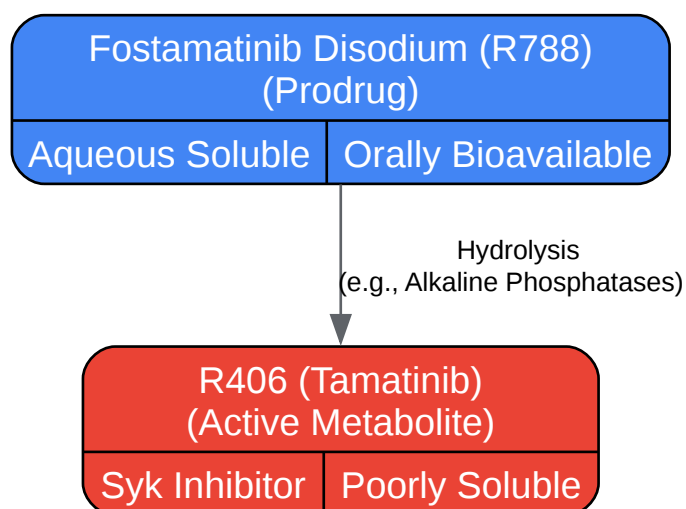 Fostamatinib Disodium (R788)
(Prodrug)
Aqueous Soluble
Orally Bioavailable
Hydrolysis
(e.g., Alkaline Phosphatases)
R406 (Tamatinib)
(Active Metabolite)
Syk Inhibitor
Poorly Soluble